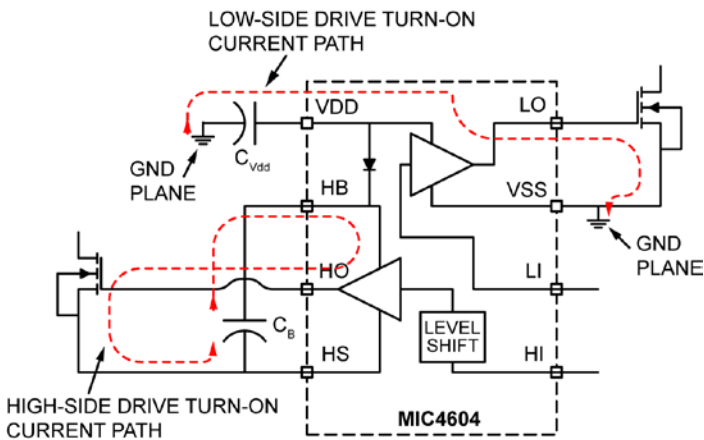 LOW-SIDE DRIVE TURN-ON
CURRENT PATH
VDD
LO
CVdd
GND
PLANE
HB
VSS
GND
PLANE
HO
LI
CB
LEVEL
SHIFT
HS
HI
HIGH-SIDE DRIVE TURN-ON
CURRENT PATH
MIC4604